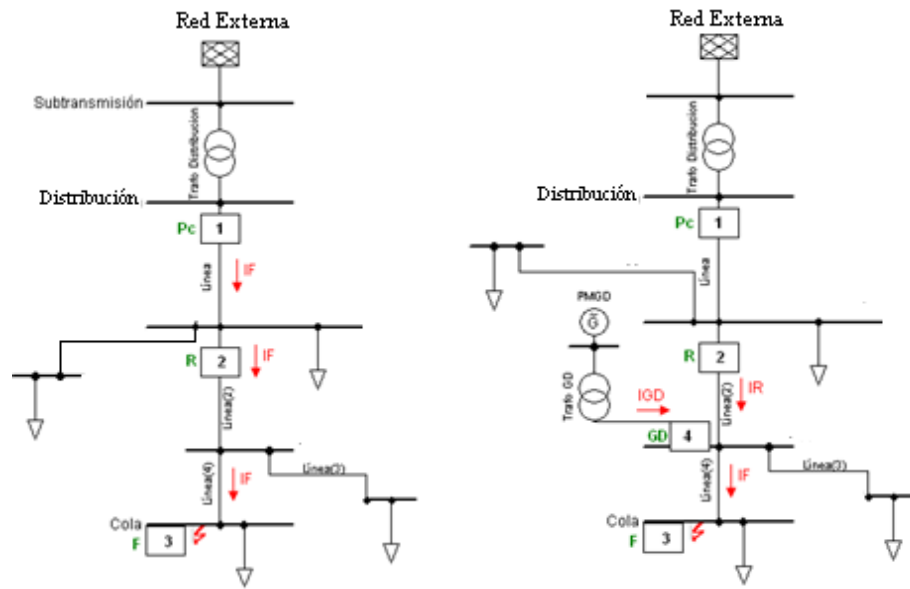 Red Externa
Subtransmisión
Trafo Distribucion
Distribución
Pc
1
Línea
IF
R
2
IF
Línea(2)
Línea(4)
IF
Línea(3)
Cola
F
3
Red Externa
Trafo Distribucion
Distribución
Pc
1
Línea
PMGD
G
R
2
Trafo GD
IGD
IR
Línea(2)
GD
4
Línea(4)
IF
Línea(3)
Cola
F
3